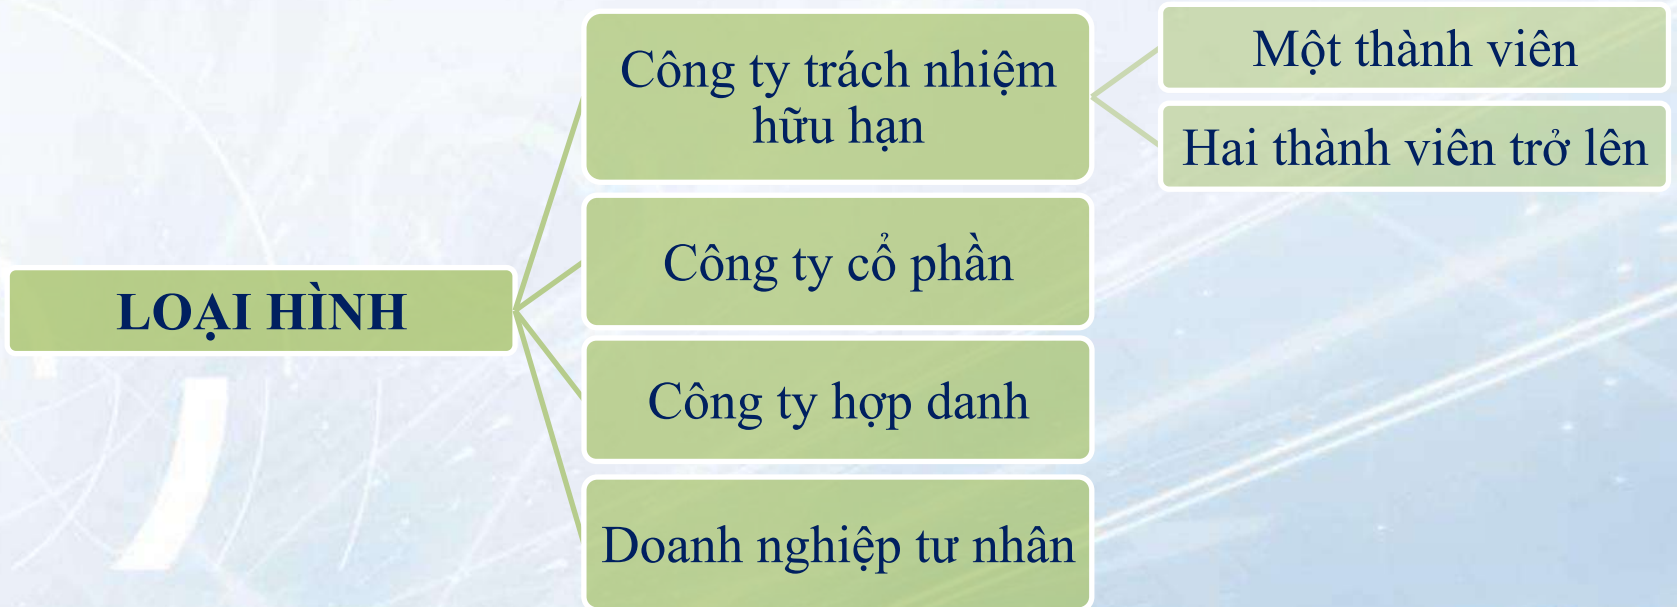 LOẠI HÌNH
Công ty trách nhiệm
hữu hạn
Một thành viên
Hai thành viên trở lên
Công ty cổ phần
Công ty hợp danh
Doanh nghiệp tư nhân